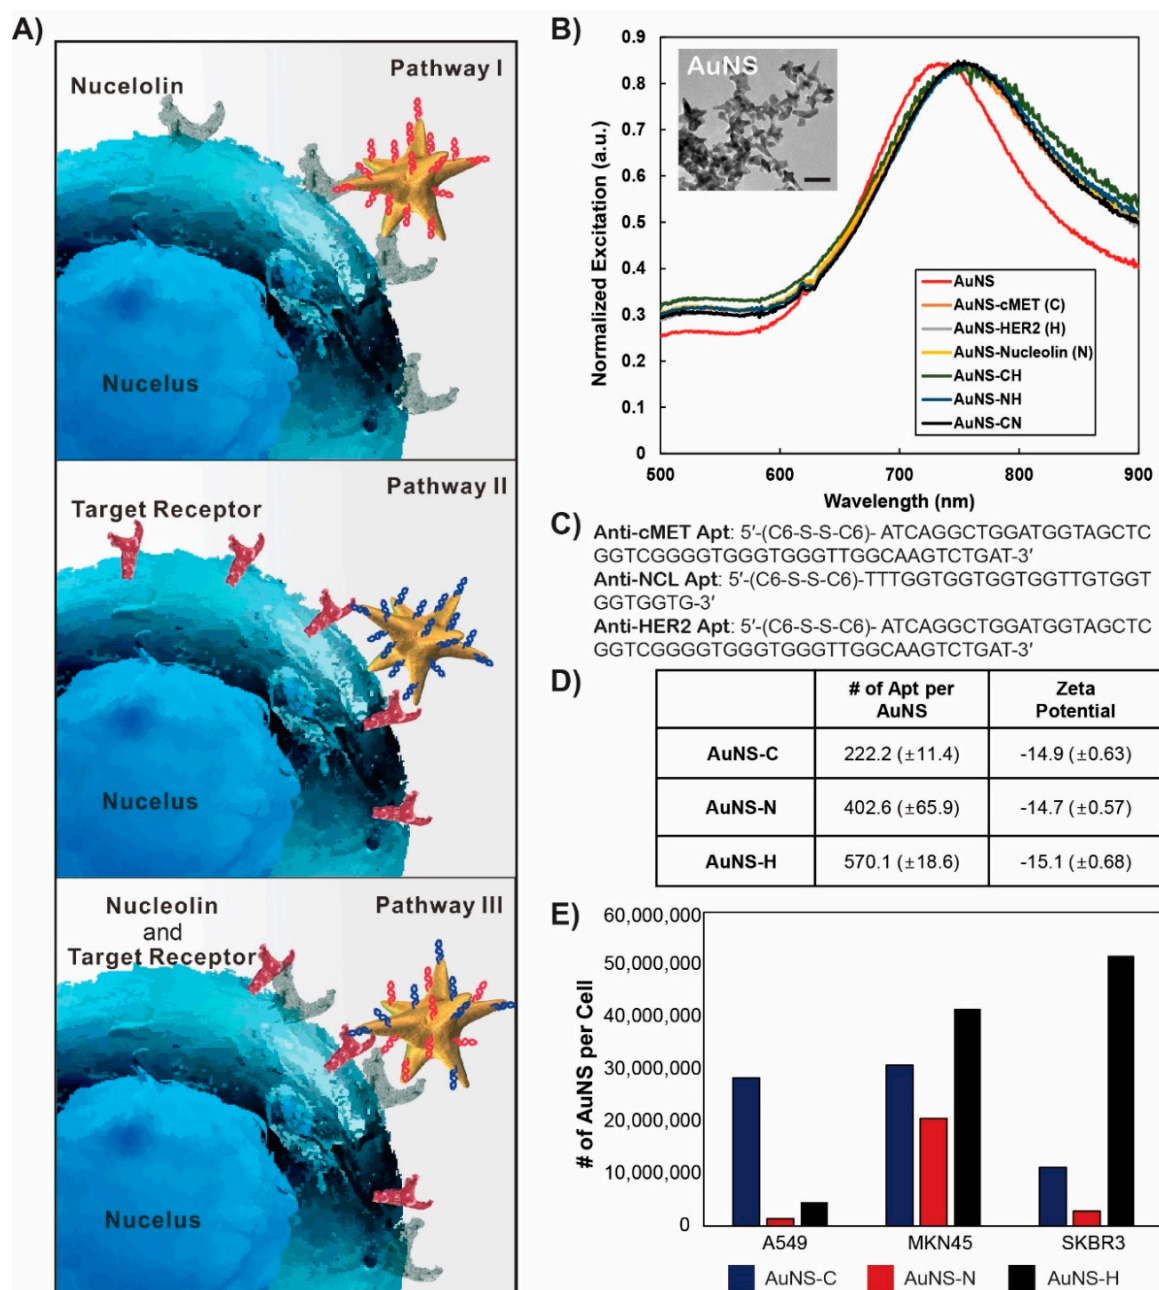 A)
Nucelolin
Pathway I
Nucelus
Pathway II
Target Receptor
Nucelus
Nucleolin
and
Target Receptor
Pathway III
Nucelus
B)
Normalized Excitation (a.u.)
0.9
0.8
0.7
0.6
0.5
0.4
0.3
0.2
0.1
0
AuNS
AuNS
AuNS-cMET (C)
AuNS-HER2 (H)
AuNS-Nucleolin (N)
AuNS-CH
AuNS-NH
AuNS-CN
500 600 700 800 900
Wavelength (nm)
C)
Anti-cMET Apt: 5′-(C6-S-S-C6)- ATCAGGCTGGATGGTAGCTC
GGTCGGGGTGGGTGGGTTGGCAAGTCTGAT-3′
Anti-NCL Apt: 5′-(C6-S-S-C6)-TTTGGTGGTGGTGGTTGTGGT
GGTGGTG-3′
Anti-HER2 Apt: 5′-(C6-S-S-C6)- ATCAGGCTGGATGGTAGCTC
GGTCGGGGTGGGTGGGTTGGCAAGTCTGAT-3′
D)
# of Apt per
AuNS
Zeta
Potential
AuNS-C 222.2 (±11.4) -14.9 (±0.63)
AuNS-N 402.6 (±65.9) -14.7 (±0.57)
AuNS-H 570.1 (±18.6) -15.1 (±0.68)
E)
# of AuNS per Cell
60,000,000
50,000,000
40,000,000
30,000,000
20,000,000
10,000,000
0
A549 MKN45 SKBR3
AuNS-C AuNS-N AuNS-H